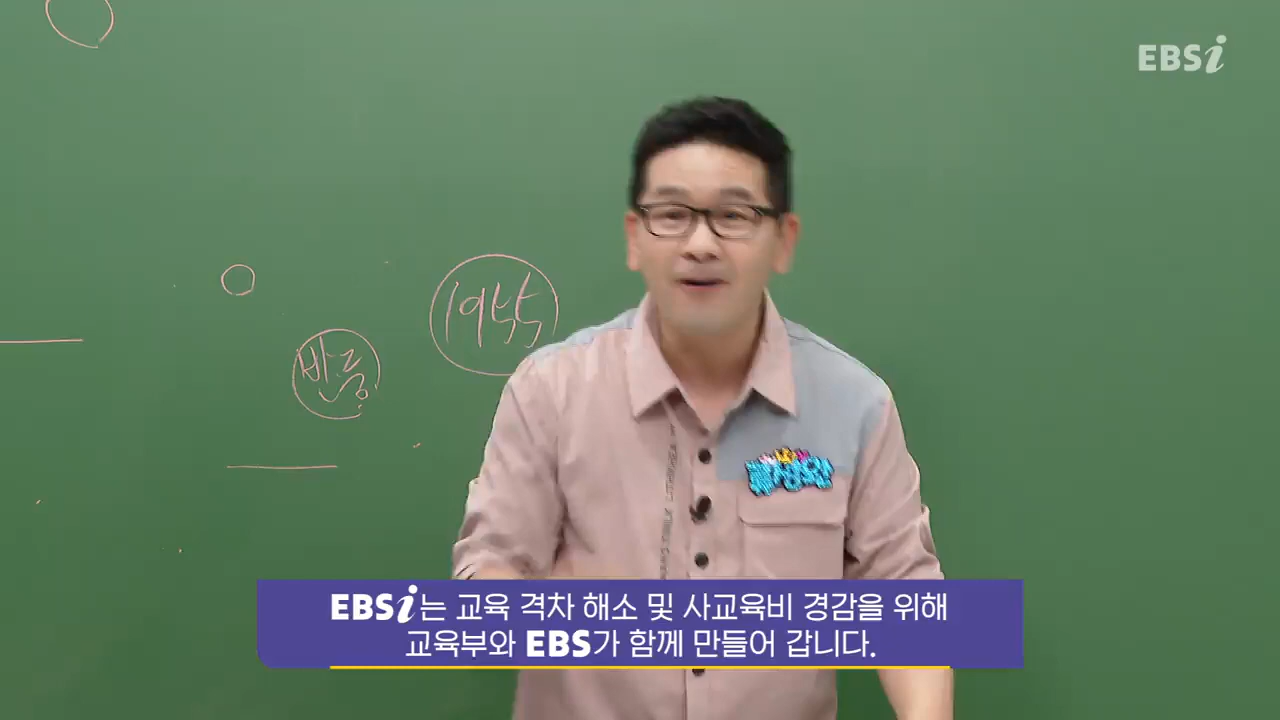 EBSi
반응
EBSi는 교육 격차 해소 및 사교육비 경감을 위해
교육부와 EBS가 함께 만들어 갑니다.